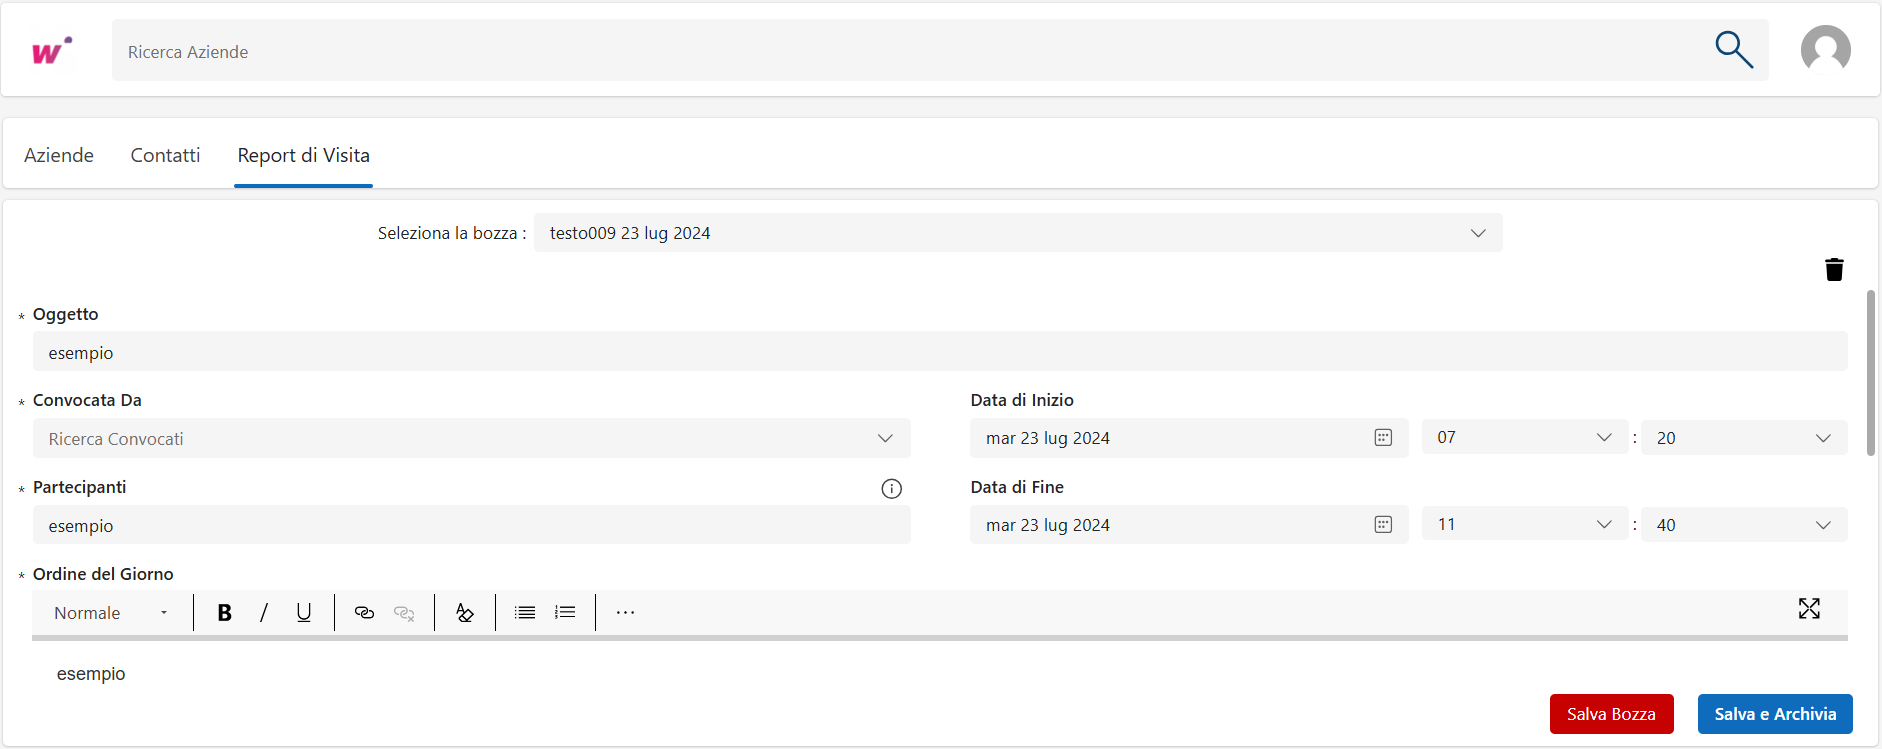 w
Ricerca Aziende
Aziende Contatti Report di Visita
Seleziona la bozza : testo009 23 lug 2024
* Oggetto
esempio
* Convocata Da
Ricerca Convocati
Data di Inizio
mar 23 lug 2024 07 : 20
* Partecipanti
esempio
Data di Fine
mar 23 lug 2024 11 : 40
* Ordine del Giorno
Normale B / U ...
esempio
Salva Bozza Salva e Archivia